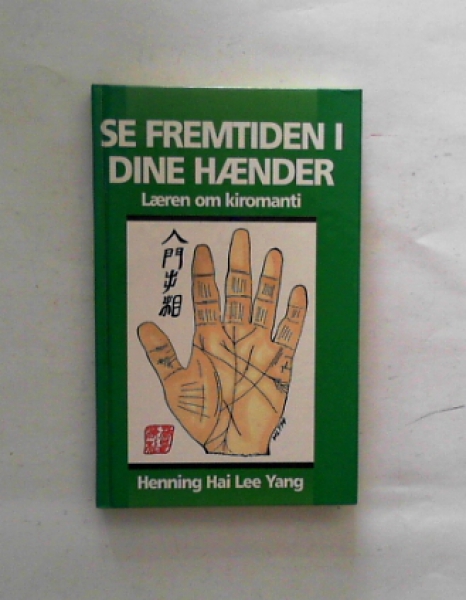 SE FREMTIDEN I
DINE HÆNDER
Læren om kiromanti
入門手相
Henning Hai Lee Yang